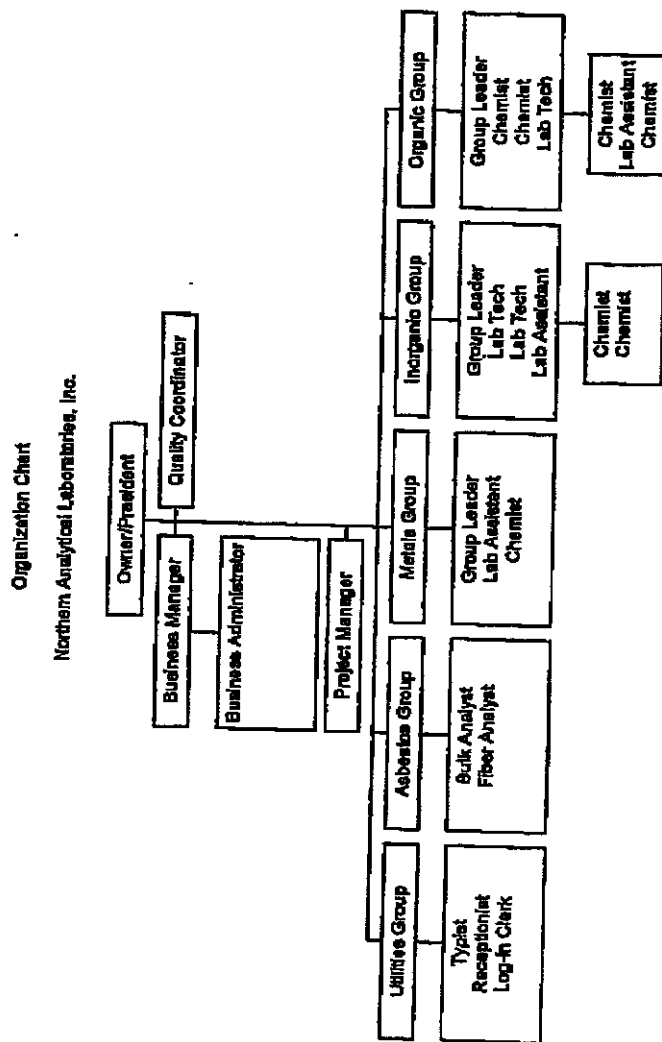 Organization Chart
Northern Analytical Laboratories, Inc.
Owner/President
Business Manager
Quality Coordinator
Business Administrator
Project Manager
Utilities Group
Asbestos Group
Metals Group
Inorganic Group
Organic Group
Typist
Receptionist
Log-in Clerk
Bulk Analyst
Fiber Analyst
Group Leader
Lab Assistant
Chemist
Group Leader
Lab Tech
Lab Tech
Lab Assistant
Group Leader
Chemist
Chemist
Lab Tech
Chemist
Chemist
Chemist
Lab Assistant
Chemist